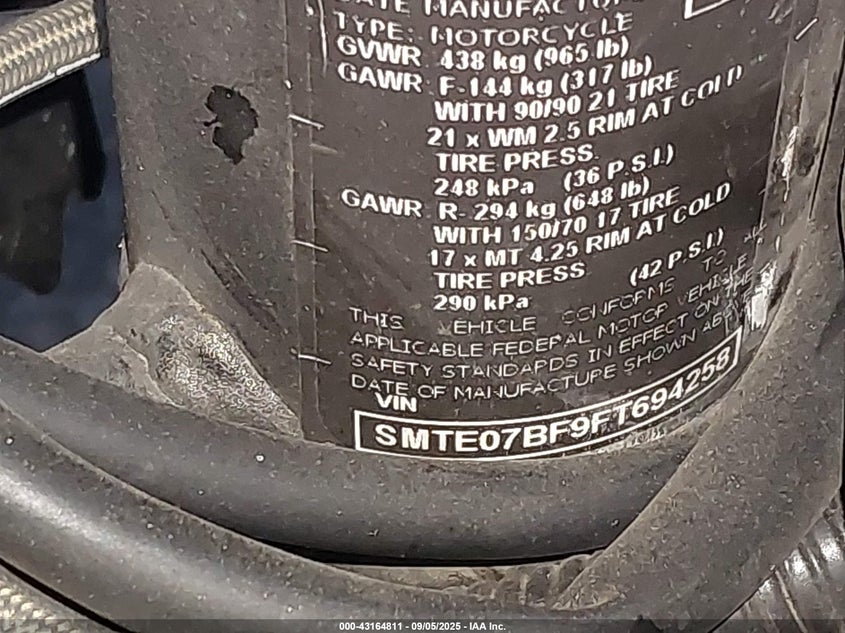 DATE MANUFACTUR
TYPE: MOTORCYCLE
GVWR 438 kg (965 lb)
GAWR F-144 kg (317 lb)
WITH 90/90 21 TIRE
21 x WM 2.5 RIM AT COLD
TIRE PRESS.
248 kPa (36 P.S.I.)
GAWR R- 294 kg (648 lb)
WITH 150/70 17 TIRE
17 x MT 4.25 RIM AT COLD
TIRE PRESS
290 kPa (42 P.S.I.)
THIS VEHICLE CONFORMS TO ALL
APPLICABLE FEDERAL MOTOR VEHICLE
SAFETY STANDARDS IN EFFECT ON THE
DATE OF MANUFACTURE SHOWN ABOVE
VIN
SMTE07BF9FT694258
000-43164811 - 09/05/2025 - IAA Inc.